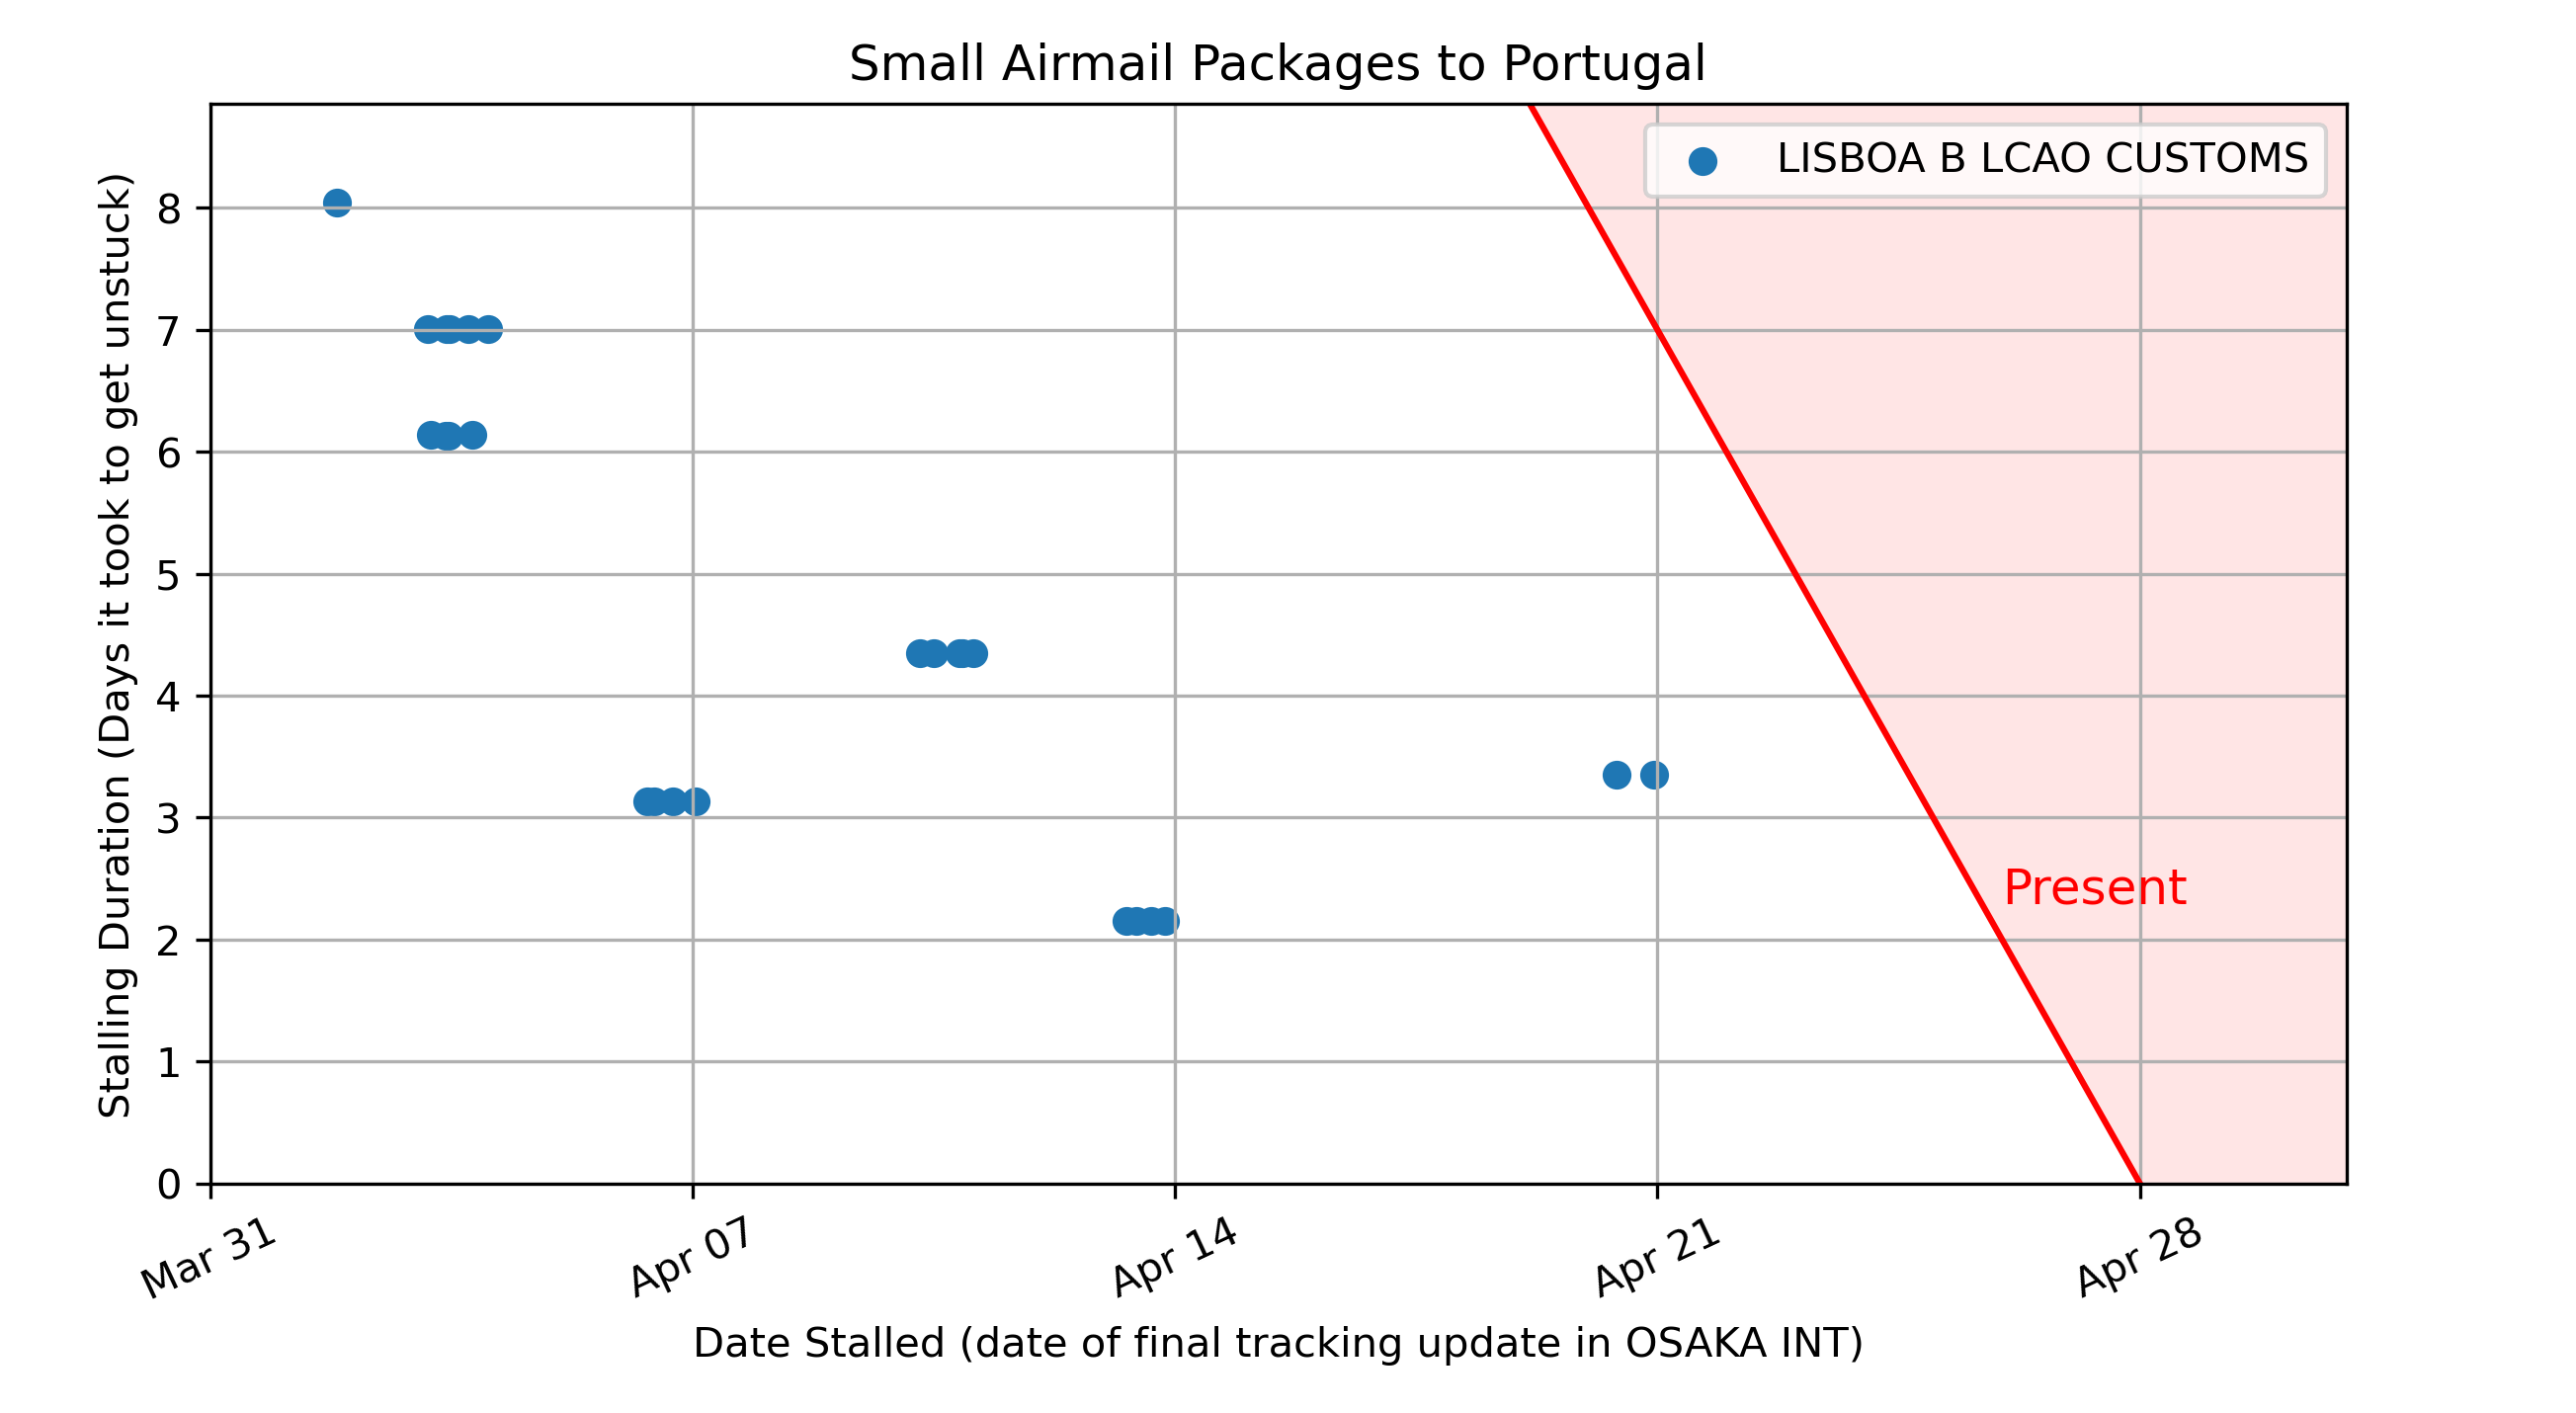 Small Airmail Packages to Portugal
LISBOA B LCAO CUSTOMS
Stalling Duration (Days it took to get unstuck)
8
7
6
5
4
3
2
1
0
Present
Mar 31
Apr 07
Apr 14
Apr 21
Apr 28
Date Stalled (date of final tracking update in OSAKA INT)